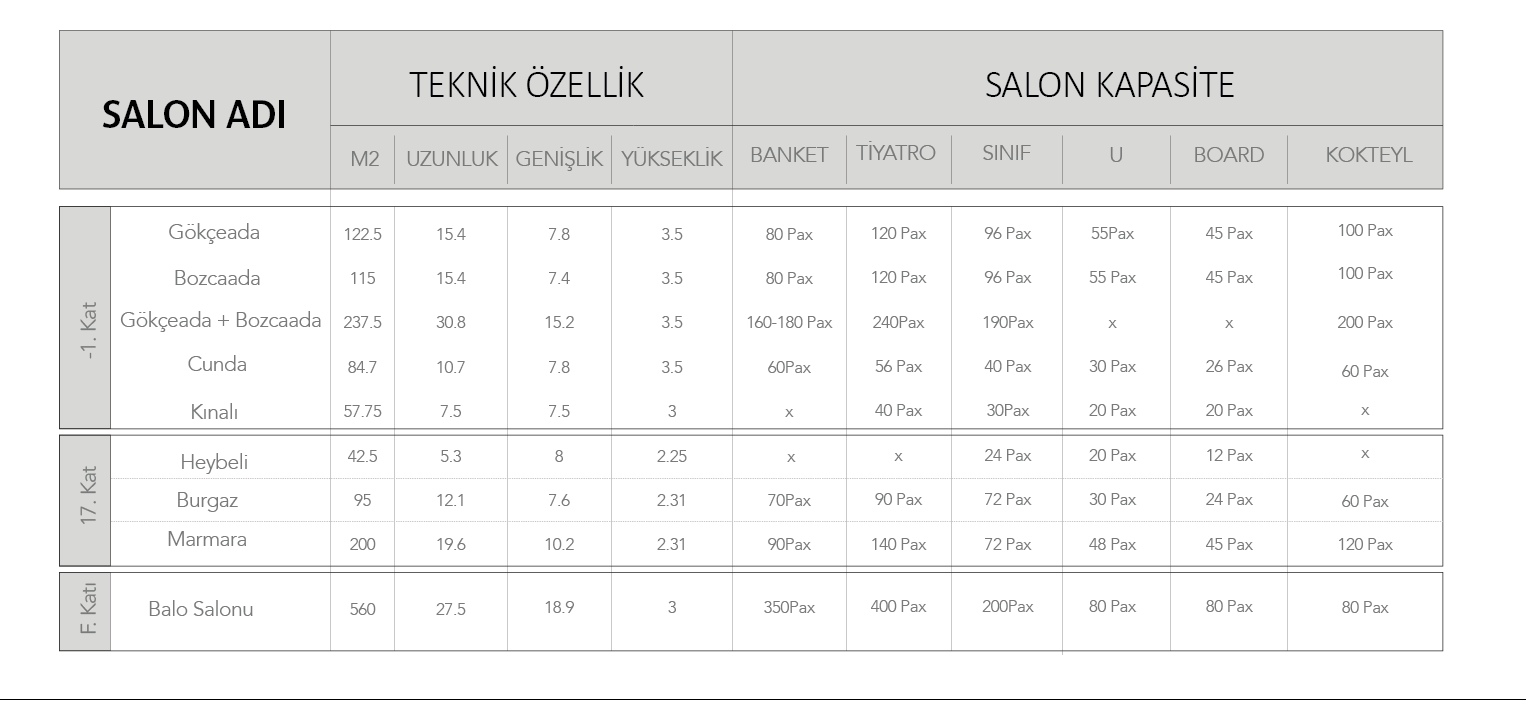 SALON ADI
TEKNİK ÖZELLİK SALON KAPASİTE
M2 UZUNLUK GENİŞLİK YÜKSEKLİK BANKET TİYATRO SINIF U BOARD KOKTEYL
-1. Kat
Gökçeada 122.5 15.4 7.8 3.5 80 Pax 120 Pax 96 Pax 55Pax 45 Pax 100 Pax
Bozcaada 115 15.4 7.4 3.5 80 Pax 120 Pax 96 Pax 55 Pax 45 Pax 100 Pax
Gökçeada + Bozcaada 237.5 30.8 15.2 3.5 160-180 Pax 240Pax 190Pax x x 200 Pax
Cunda 84.7 10.7 7.8 3.5 60Pax 56 Pax 40 Pax 30 Pax 26 Pax 60 Pax
Kınalı 57.75 7.5 7.5 3 x 40 Pax 30Pax 20 Pax 20 Pax x
17. Kat
Heybeli 42.5 5.3 8 2.25 x x 24 Pax 20 Pax 12 Pax x
Burgaz 95 12.1 7.6 2.31 70Pax 90 Pax 72 Pax 30 Pax 24 Pax 60 Pax
Marmara 200 19.6 10.2 2.31 90Pax 140 Pax 72 Pax 48 Pax 45 Pax 120 Pax
F. Katı
Balo Salonu 560 27.5 18.9 3 350Pax 400 Pax 200Pax 80 Pax 80 Pax 80 Pax